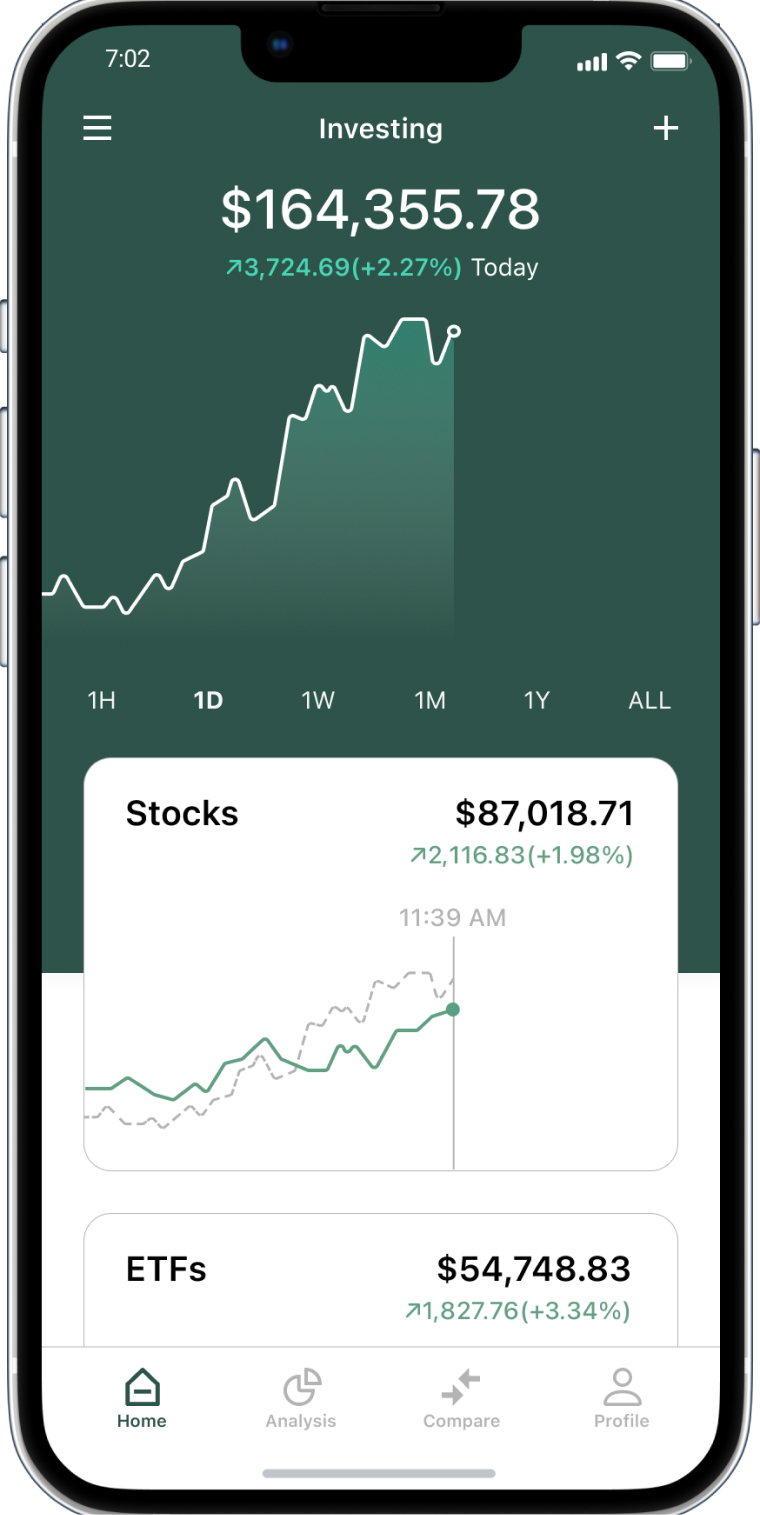 7:02
Investing
$164,355.78
3,724.69(+2.27%) Today
1H 1D 1W 1M 1Y ALL
Stocks $87,018.71
2,116.83(+1.98%)
11:39 AM
ETFs $54,748.83
1,827.76(+3.34%)
Home Analysis Compare Profile